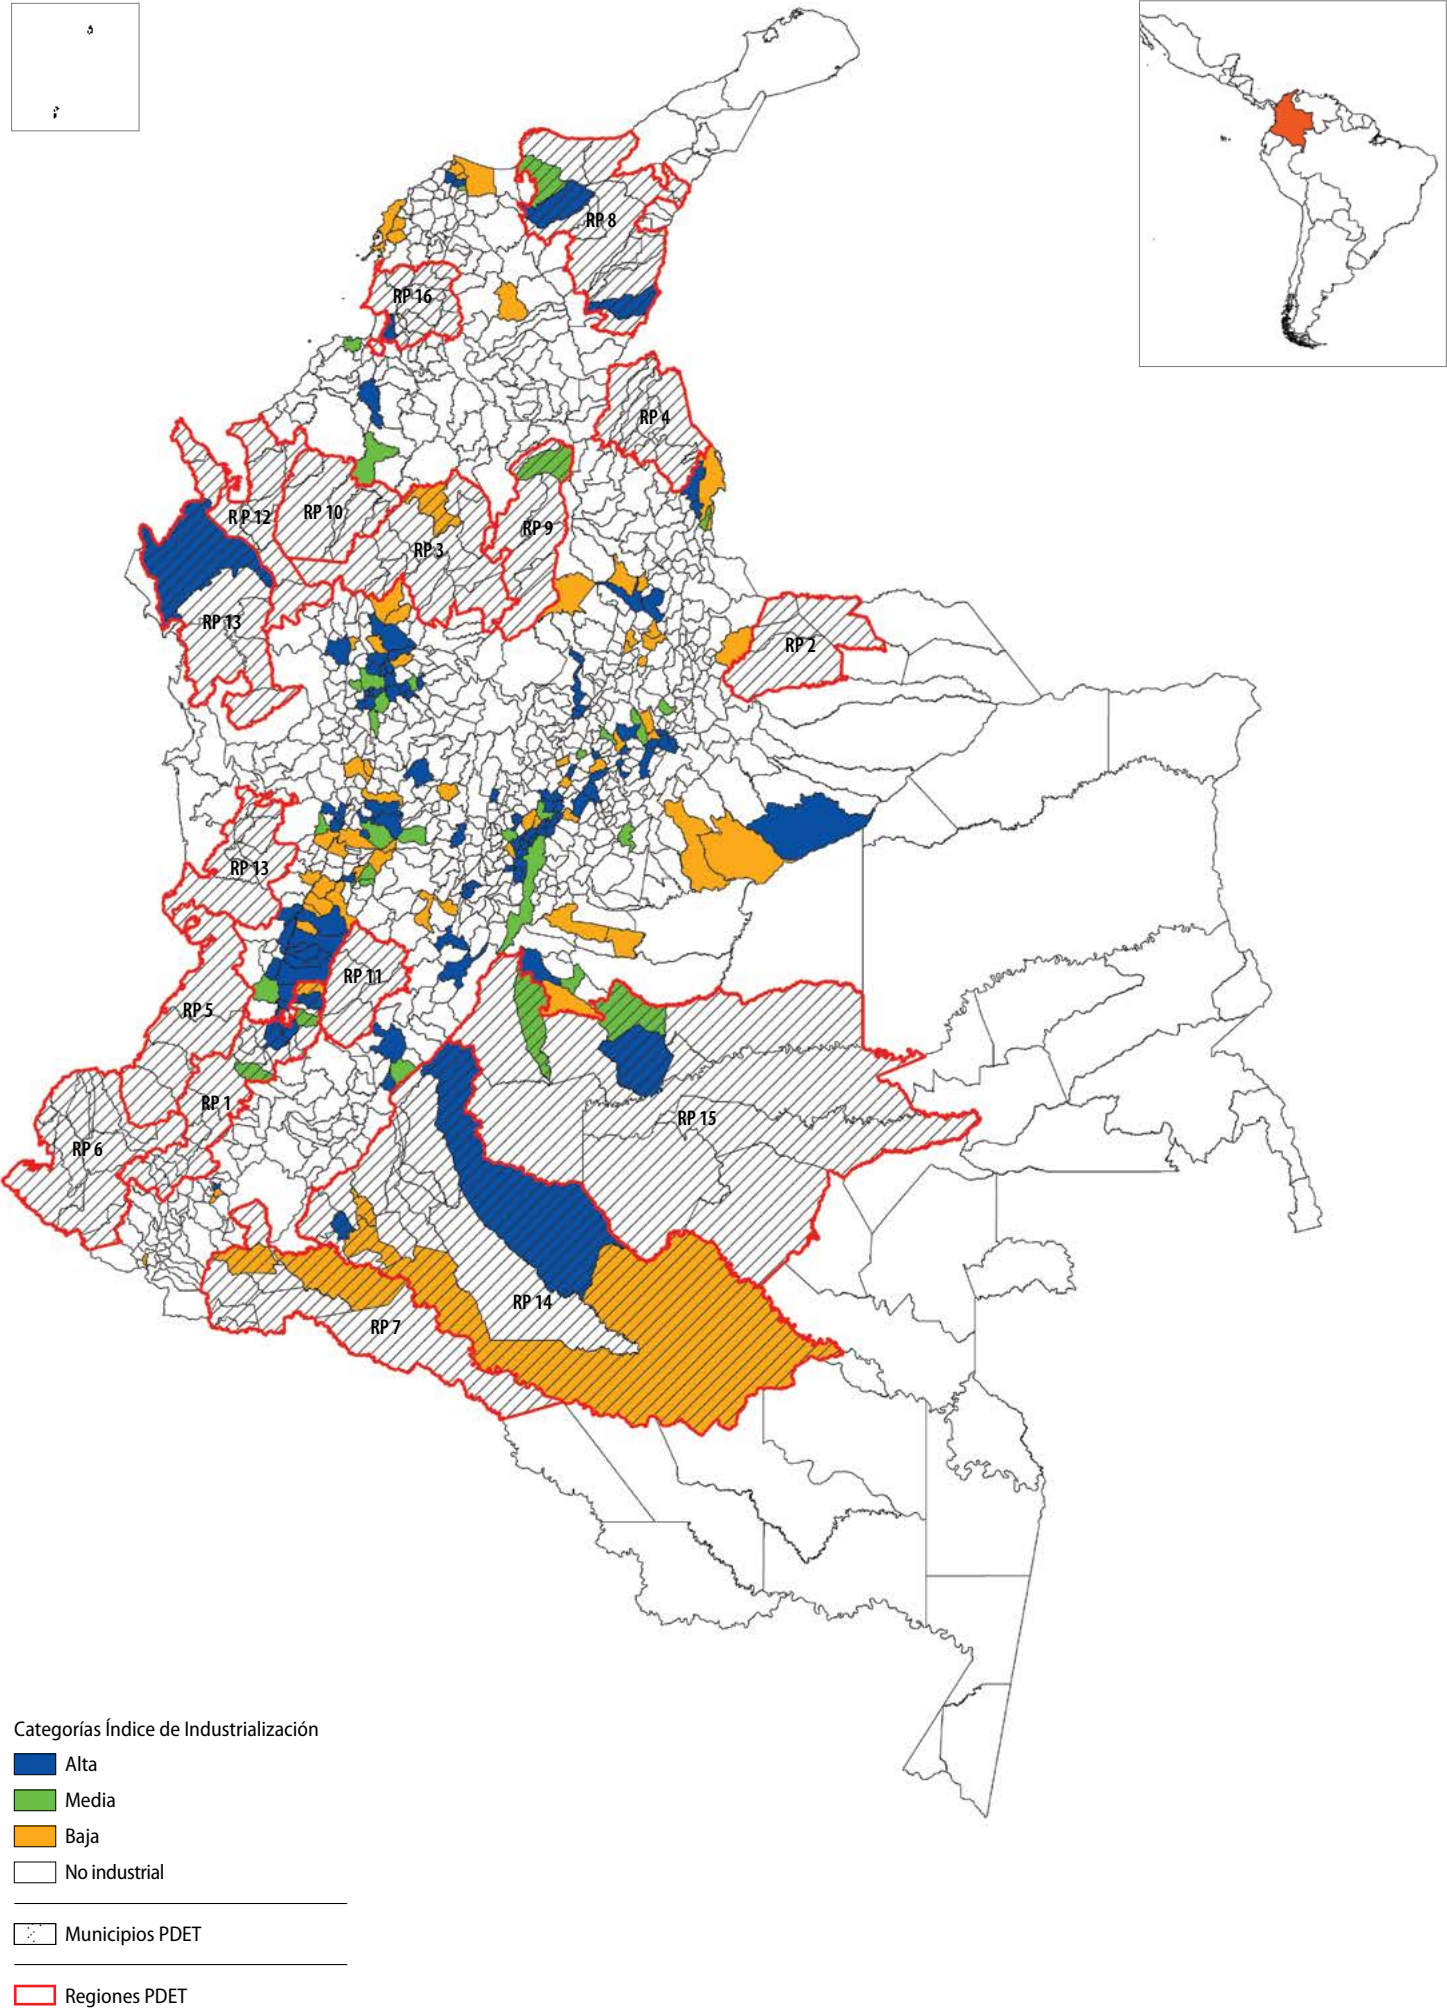 RP 8
RP 16
RP 4
RP 12
RP 10
RP 9
RP 3
RP 13
RP 2
RP 13
RP 11
RP 5
RP 1
RP 15
RP 6
RP 14
RP 7
Categorías Índice de Industrialización
Alta
Media
Baja
No industrial
Municipios PDET
Regiones PDET